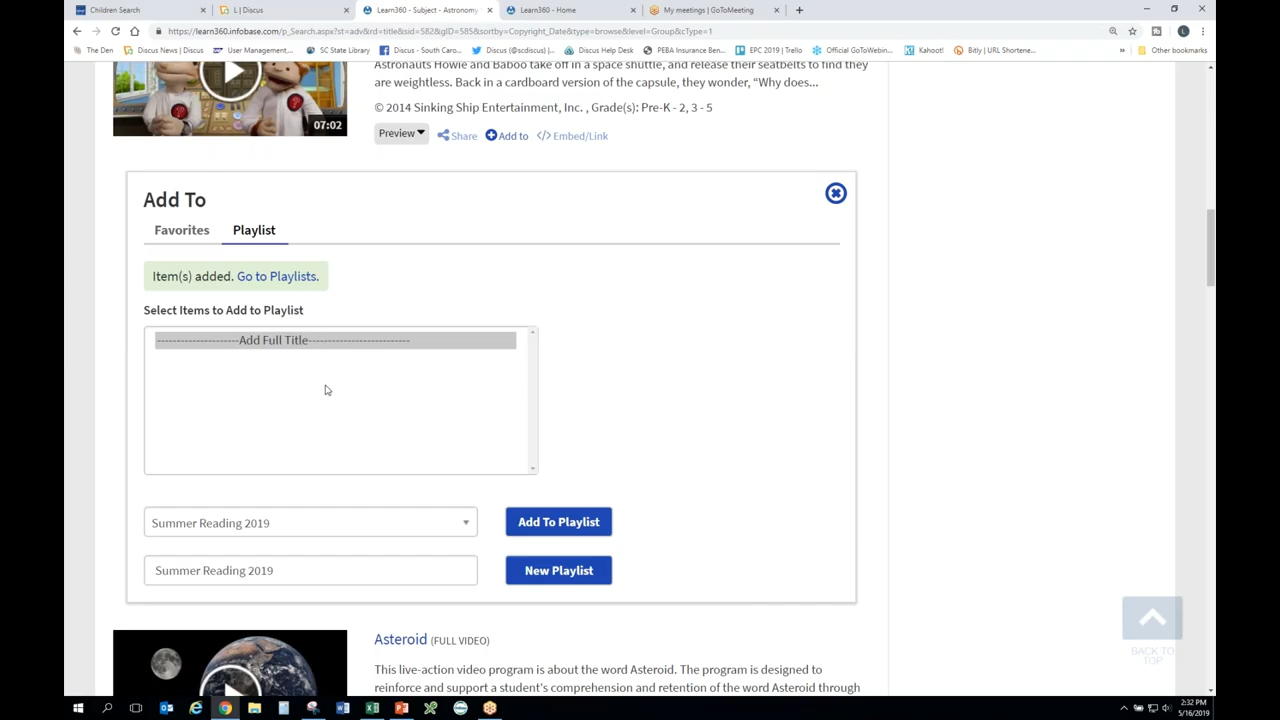 Children Search
L | Discus
Learn360 - Subject - Astronomy
Learn360 - Home
My meetings | GoToMeeting
https://learn360.infobase.com/p_Search.aspx?st=adv&rd=title&sid=582&gID=585&sortby=Copyright_Date&type=browse&level=Group&cType=1
The Den
Discus News | Discus
User Management,...
SC State Library
Discus - South Caro...
Discus (@scdiscus) ...
Discus Help Desk
PEBA Insurance Ben...
EPC 2019 | Trello
Official GoToWebin...
Kahoot!
Bitly | URL Shortene...
»
Other bookmarks
Astronauts Howie and Baboo take off in a space shuttle, and release their seatbelts to find they
are weightless. Back in a cardboard version of the capsule, they wonder, “Why does...
© 2014 Sinking Ship Entertainment, Inc. , Grade(s): Pre-K - 2, 3 - 5
07:02
Preview
Share
Add to
</> Embed/Link
Add To
Favorites
Playlist
Item(s) added. Go to Playlists.
Select Items to Add to Playlist
---------------------Add Full Title--------------------------
Summer Reading 2019
Add To Playlist
Summer Reading 2019
New Playlist
BACK TO
TOP
Asteroid (FULL VIDEO)
This live-action video program is about the word Asteroid. The program is designed to
reinforce and support a student's comprehension and retention of the word Asteroid through
2:32 PM
5/16/2019